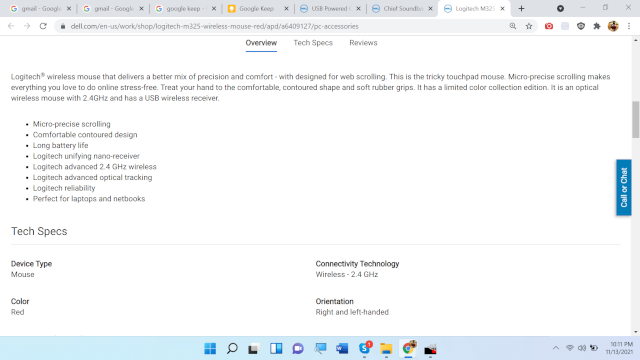 gmail - Google
gmail - Google
google keep -
Google Keep
USB Powered
Chief Soundba
Logitech M325
dell.com/en-us/work/shop/logitech-m325-wireless-mouse-red/apd/a6409127/pc-accessories
Overview Tech Specs Reviews
Logitech® wireless mouse that delivers a better mix of precision and comfort - with designed for web scrolling. This is the tricky touchpad mouse. Micro-precise scrolling makes
everything you love to do online stress-free. Treat your hand to the comfortable, contoured shape and soft rubber grips. It has a limited color collection edition. It is an optical
wireless mouse with 2.4GHz and has a USB wireless receiver.
Micro-precise scrolling
Comfortable contoured design
Long battery life
Logitech unifying nano-receiver
Logitech advanced 2.4 GHz wireless
Logitech advanced optical tracking
Logitech reliability
Perfect for laptops and netbooks
Call or Chat
Tech Specs
Device Type
Mouse
Connectivity Technology
Wireless - 2.4 GHz
Color
Red
Orientation
Right and left-handed
10:11 PM
11/13/2021